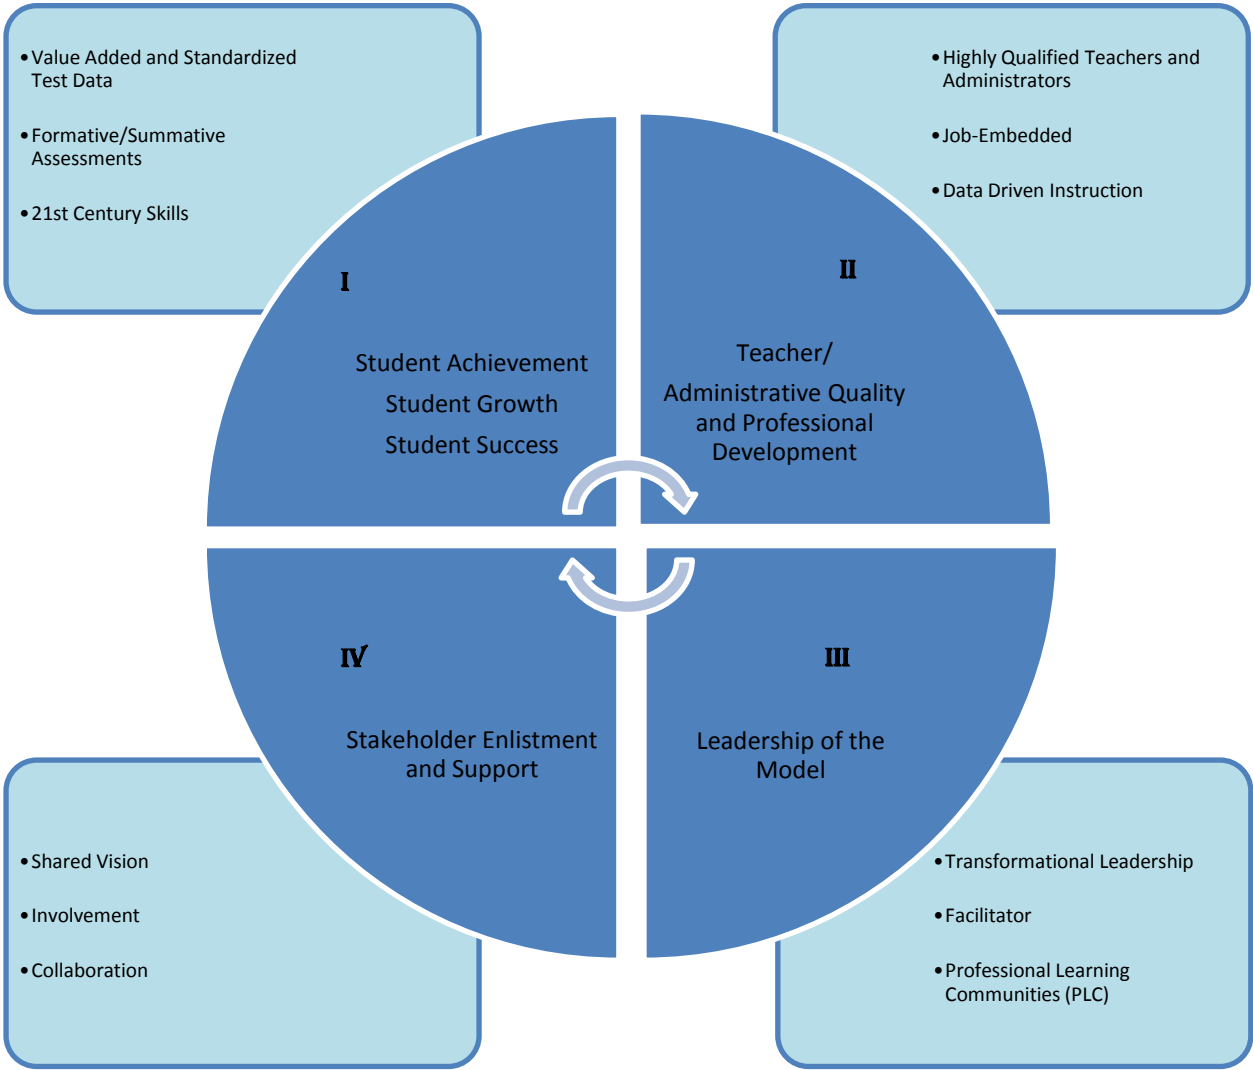 •Value Added and Standardized
Test Data
•Formative/Summative
Assessments
•21st Century Skills
•Highly Qualified Teachers and
Administrators
•Job-Embedded
•Data Driven Instruction
I
Student Achievement
Student Growth
Student Success
II
Teacher/
Administrative Quality
and Professional
Development
IV
Stakeholder Enlistment
and Support
III
Leadership of the
Model
•Shared Vision
•Involvement
•Collaboration
•Transformational Leadership
•Facilitator
•Professional Learning
Communities (PLC)